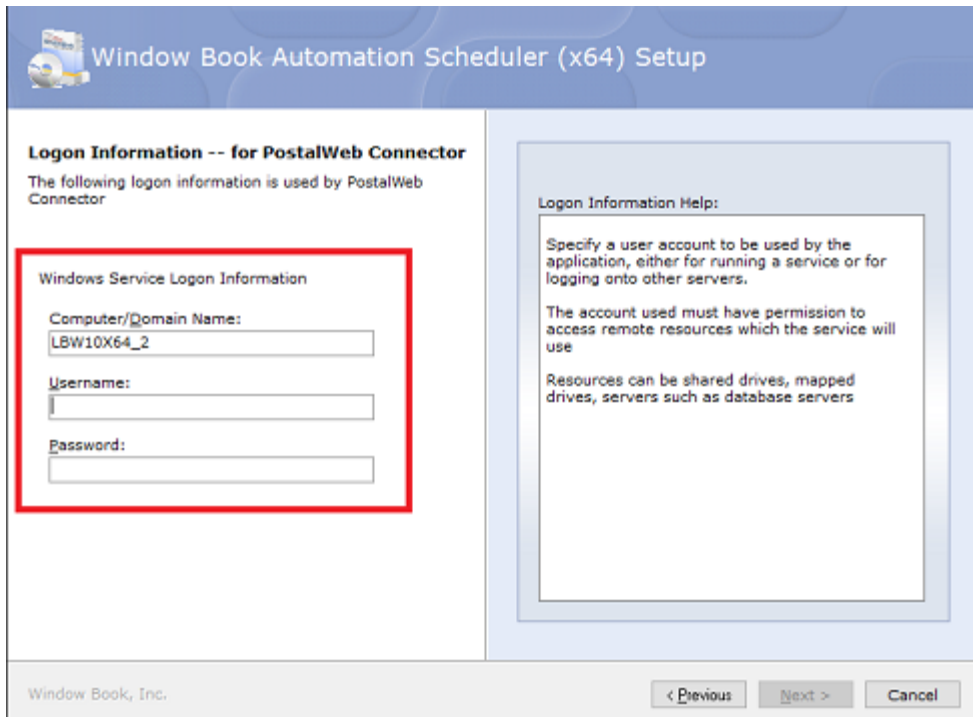 Window Book Automation Scheduler (x64) Setup
Logon Information -- for PostalWeb Connector
The following logon information is used by PostalWeb
Connector
Windows Service Logon Information
Computer/Domain Name:
LBW10X64_2
Username:
Password:
Logon Information Help:
Specify a user account to be used by the
application, either for running a service or for
logging onto other servers.
The account used must have permission to
access remote resources which the service will
use
Resources can be shared drives, mapped
drives, servers such as database servers
Window Book, Inc.
< Previous
Next >
Cancel